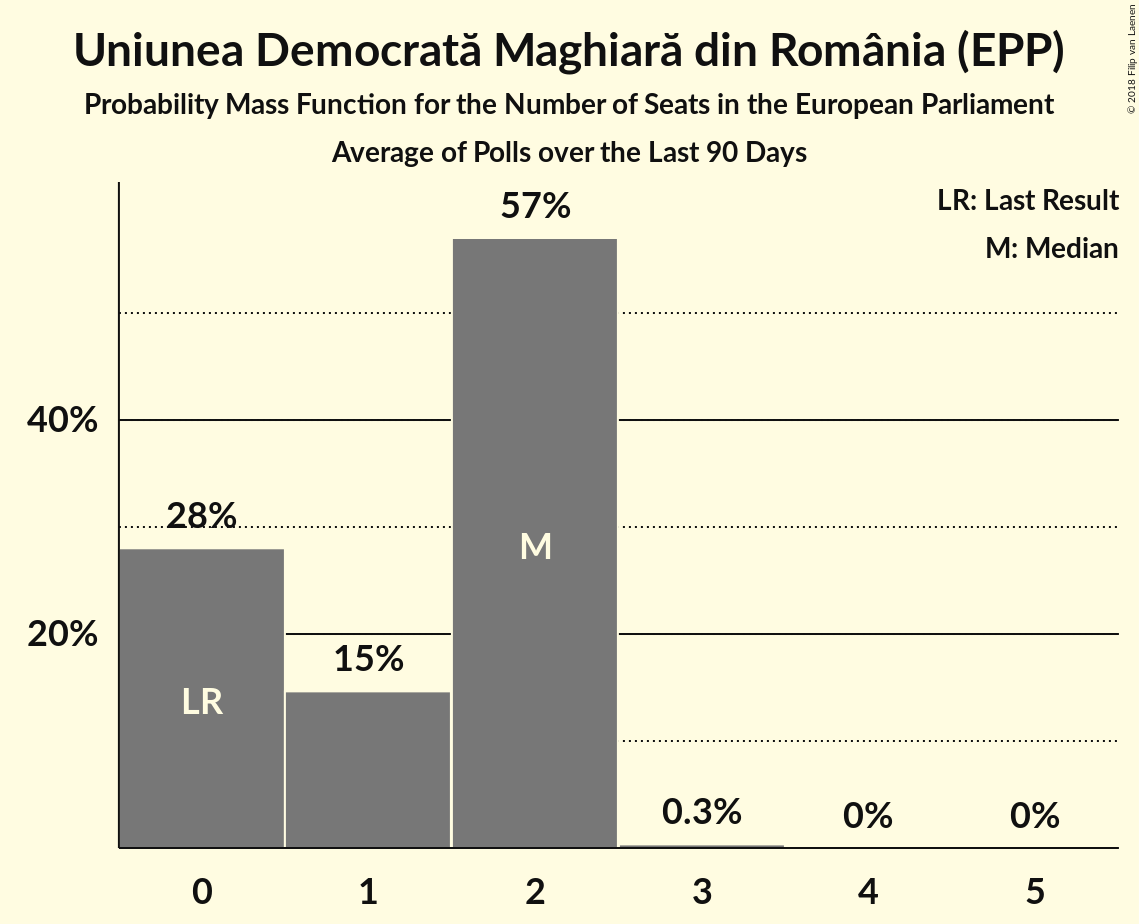 Uniunea Democrată Maghiară din România (EPP)
Probability Mass Function for the Number of Seats in the European Parliament
Average of Polls over the Last 90 Days
© 2018 Filip van Laenen
LR: Last Result
M: Median
57%
40%
28%
M
20%
15%
LR
0.3%
0%
0%
0
1
2
3
4
5